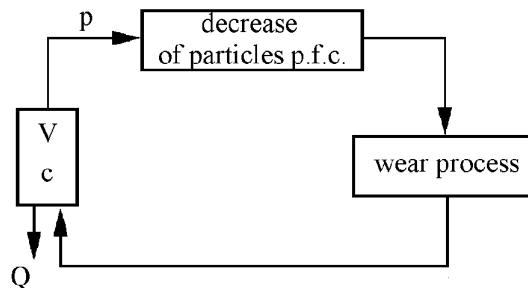 p
decrease
of particles p.f.c.
V
c
wear process
Q